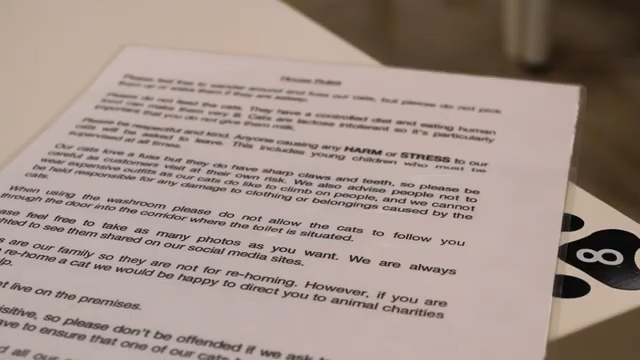 House Rules
Please feel free to wander around and fuss our cats, but please do not pick
them up or wake them if they are asleep.
Please do not feed the cats. They have a controlled diet and eating human
food can make them very ill. Cats are lactose intolerant so it's particularly
important that you do not give them milk.
Please be respectful and kind. Anyone causing any HARM or STRESS to our
cats will be asked to leave. This includes young children who must be
supervised at all times.
Our cats love a fuss but they do have sharp claws and teeth, so please be
careful as customers visit at their own risk. We also advise people not to
wear expensive outfits as our cats do like to climb on people, and we cannot
be held responsible for any damage to clothing or belongings caused by the
cats.
When using the washroom please do not allow the cats to follow you
through the door into the corridor where the toilet is situated.
ease feel free to take as many photos as you want. We are always
ghted to see them shared on our social media sites.
s are our family so they are not for re-homing. However, if you are
re-home a cat we would be happy to direct you to animal charities
lp.
t live on the premises.
sitive, so please don't be offended if we ask
ave to ensure that one of our cats
all our
8